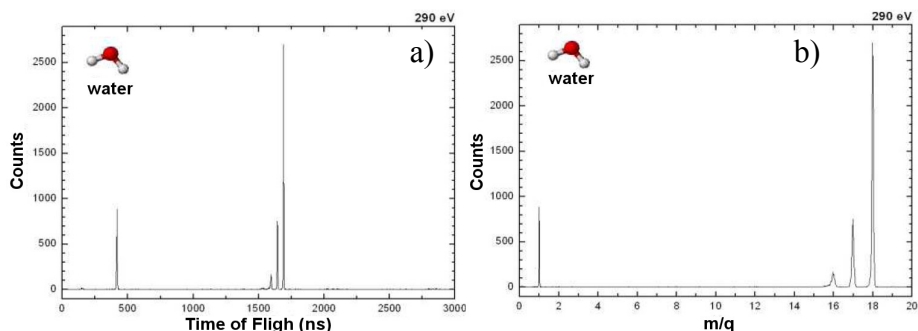 290 eV
a)
water
2500
2000
1500
1000
500
0
Counts
0 500 1000 1500 2000 2500 3000
Time of Fligh (ns)
290 eV
b)
water
2500
2000
1500
1000
500
0
Counts
0 2 4 6 8 10 12 14 16 18 20
m/q